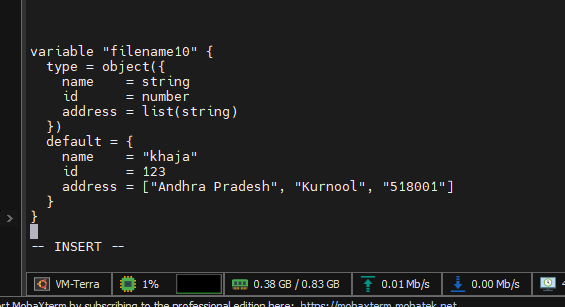 variable "filename10" {
  type = object({
    name    = string
    id      = number
    address = list(string)
  })
  default = {
    name    = "khaja"
    id      = 123
    address = ["Andhra Pradesh", "Kurnool", "518001"]
  }
}
-- INSERT --
VM-Terra 1% 0.38 GB / 0.83 GB 0.01 Mb/s 0.00 Mb/s
MobaXterm by subscribing to the professional edition here: https://mobaxterm.mobatek.net